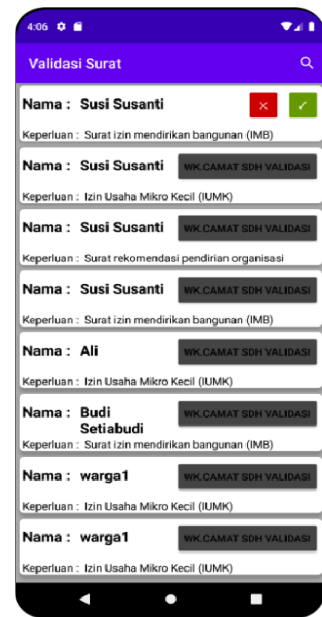 4:06
Validasi Surat
Nama : Susi Susanti
Keperluan : Surat izin mendirikan bangunan (IMB)
Nama : Susi Susanti WK.CAMAT SDH VALIDASI
Keperluan : Izin Usaha Mikro Kecil (IUMK)
Nama : Susi Susanti WK.CAMAT SDH VALIDASI
Keperluan : Surat rekomendasi pendirian organisasi
Nama : Susi Susanti WK.CAMAT SDH VALIDASI
Keperluan : Surat izin mendirikan bangunan (IMB)
Nama : Ali WK.CAMAT SDH VALIDASI
Keperluan : Izin Usaha Mikro Kecil (IUMK)
Nama : Budi WK.CAMAT SDH VALIDASI
Setiabudi
Keperluan : Surat izin mendirikan bangunan (IMB)
Nama : warga1 WK.CAMAT SDH VALIDASI
Keperluan : Izin Usaha Mikro Kecil (IUMK)
Nama : warga1 WK.CAMAT SDH VALIDASI
Keperluan : Izin Usaha Mikro Kecil (IUMK)